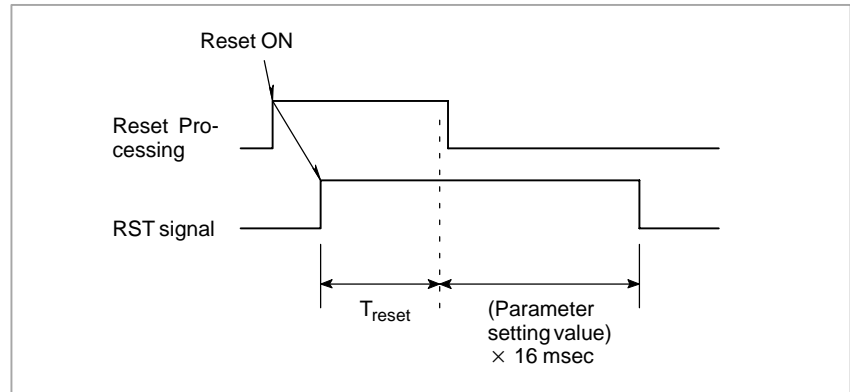 Reset ON
Reset Pro-
cessing
RST signal
Treset
(Parameter
setting value)
× 16 msec